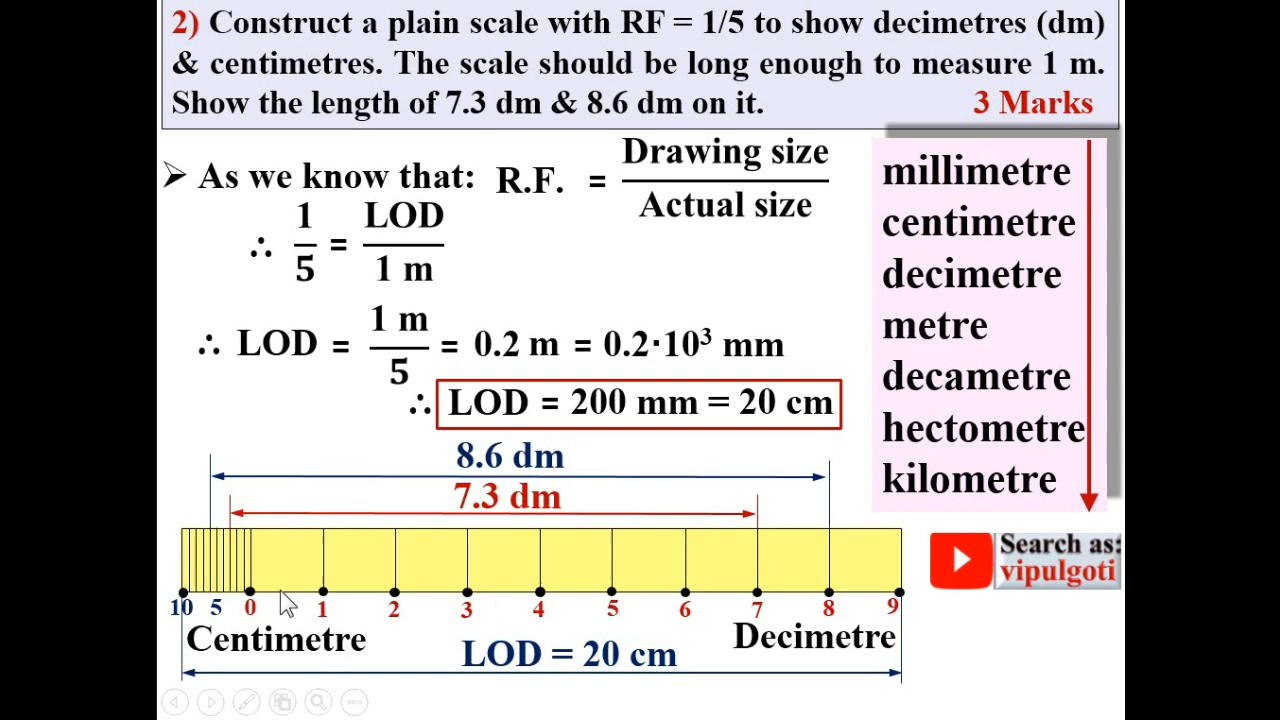 2) Construct a plain scale with RF = 1/5 to show decimetres (dm)
& centimetres. The scale should be long enough to measure 1 m.
Show the length of 7.3 dm & 8.6 dm on it. 3 Marks
➢ As we know that: R.F. = Drawing size / Actual size
∴ 1/5 = LOD / 1 m
∴ LOD = 1 m / 5 = 0.2 m = 0.2·10³ mm
∴ LOD = 200 mm = 20 cm
millimetre
centimetre
decimetre
metre
decametre
hectometre
kilometre
8.6 dm
7.3 dm
10 5 0 1 2 3 4 5 6 7 8 9
Centimetre Decimetre
LOD = 20 cm
Search as:
vipulgoti